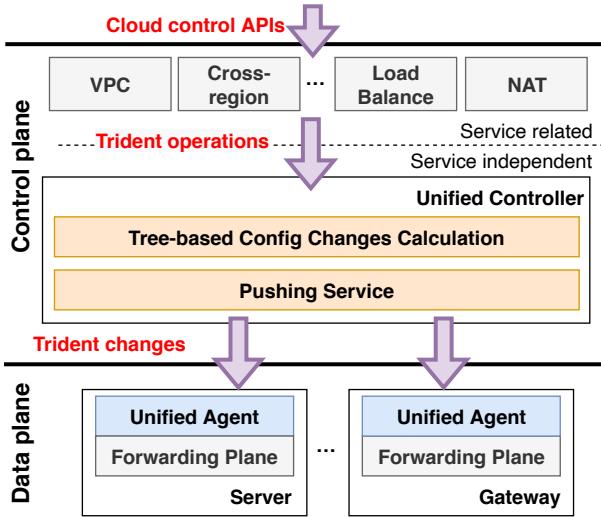 Cloud control APIs
Control plane
VPC
Cross-
region
...
Load
Balance
NAT
Trident operations
Service related
Service independent
Unified Controller
Tree-based Config Changes Calculation
Pushing Service
Trident changes
Data plane
Unified Agent
Forwarding Plane
Server
...
Unified Agent
Forwarding Plane
Gateway